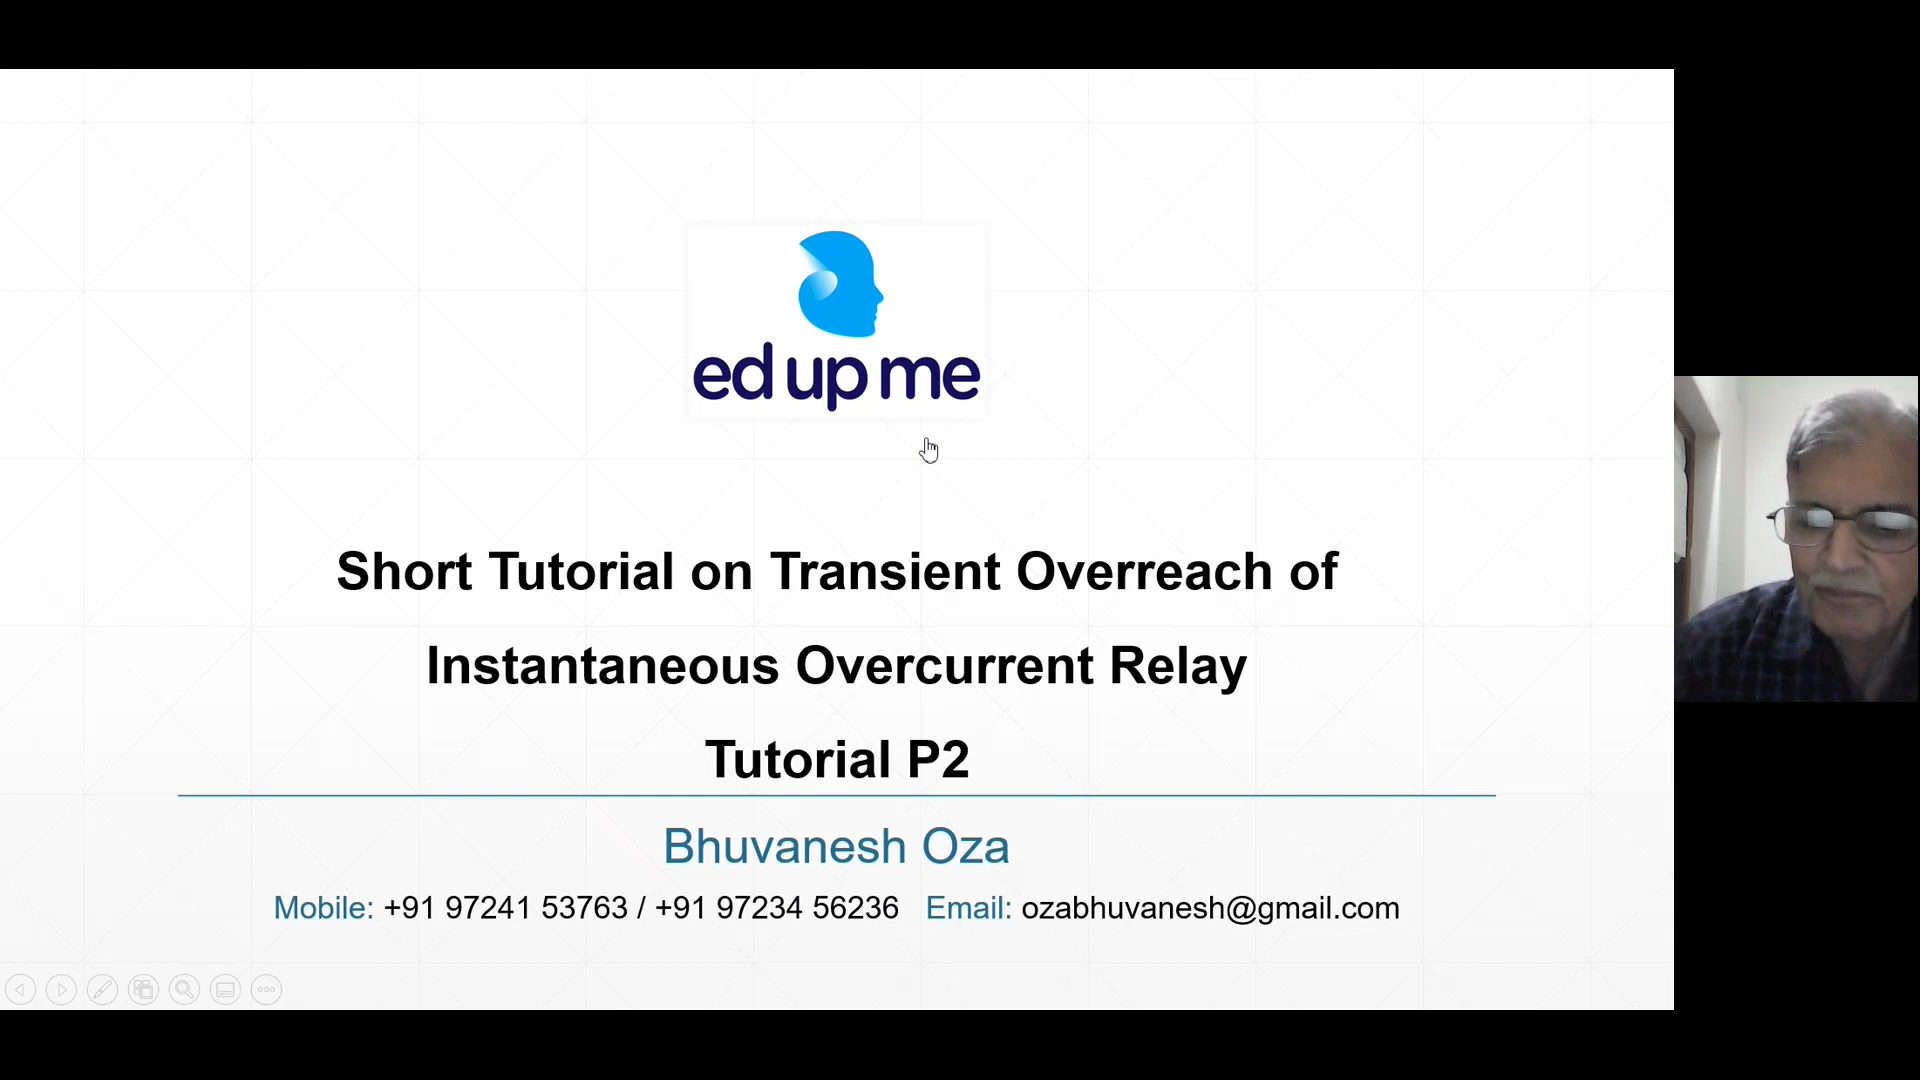 ed up me
Short Tutorial on Transient Overreach of
Instantaneous Overcurrent Relay
Tutorial P2
Bhuvanesh Oza
Mobile: +91 97241 53763 / +91 97234 56236 Email: ozabhuvanesh@gmail.com